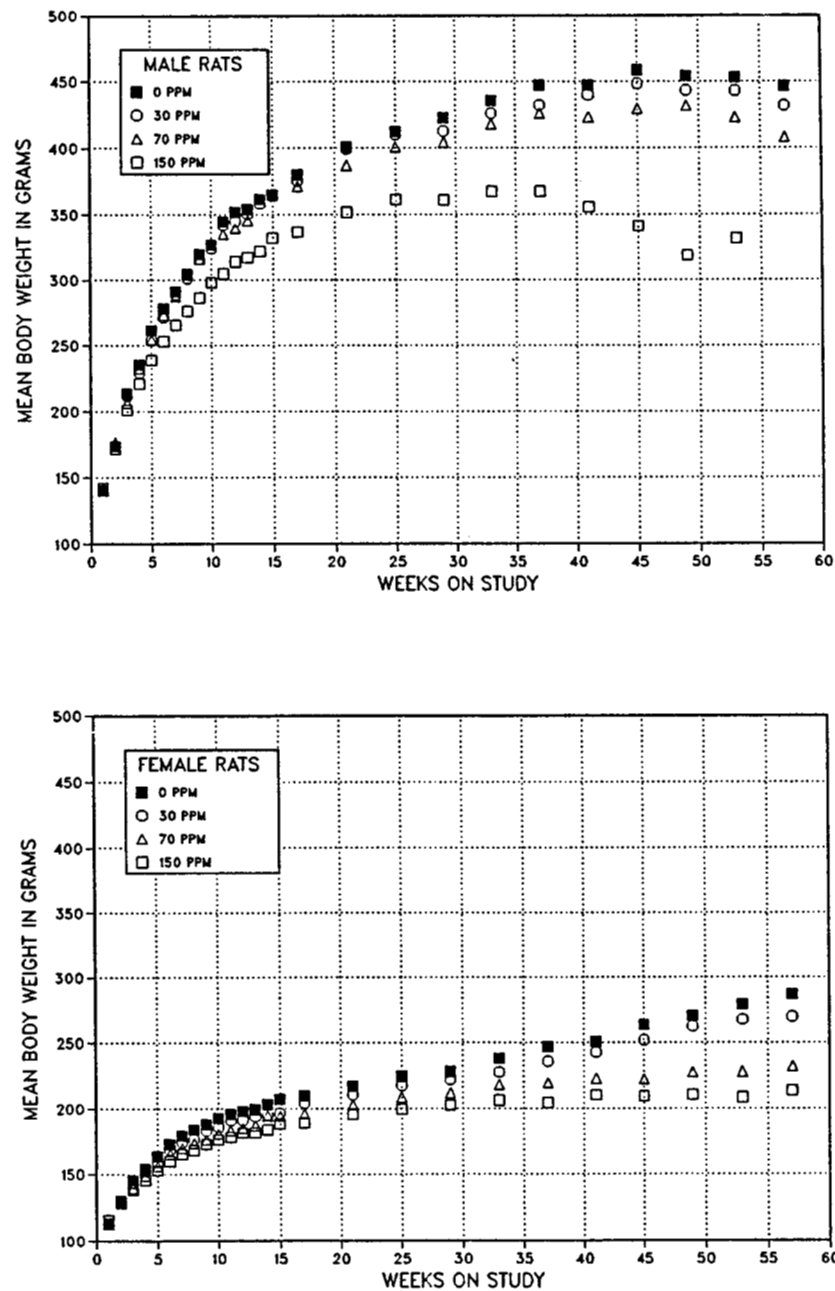 500
450
400
350
300
250
200
150
100
MEAN BODY WEIGHT IN GRAMS
MALE RATS
0 PPM
30 PPM
70 PPM
150 PPM
0 5 10 15 20 25 30 35 40 45 50 55 60
WEEKS ON STUDY
500
450
400
350
300
250
200
150
100
MEAN BODY WEIGHT IN GRAMS
FEMALE RATS
0 PPM
30 PPM
70 PPM
150 PPM
0 5 10 15 20 25 30 35 40 45 50 55 60
WEEKS ON STUDY